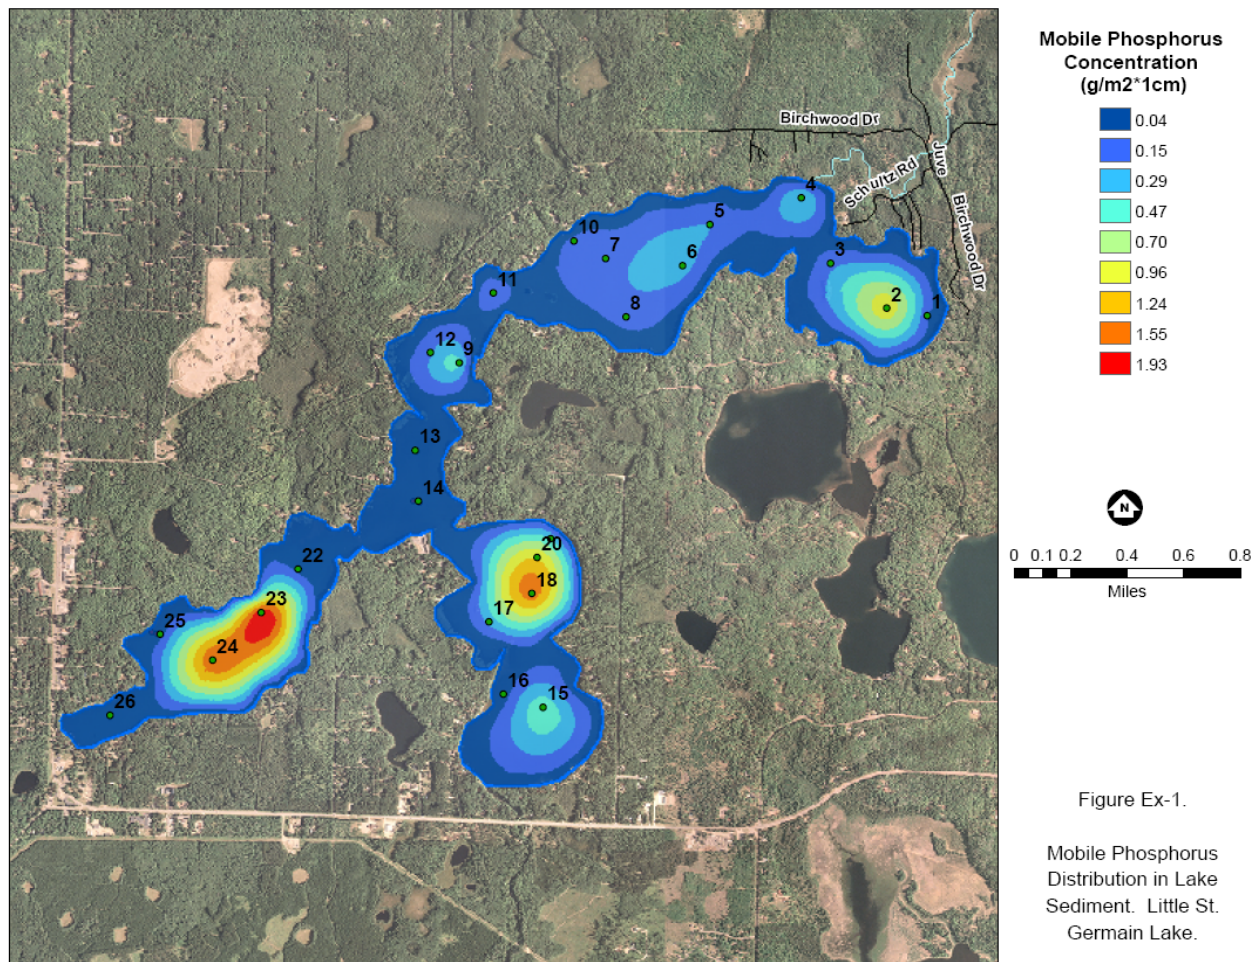 Mobile Phosphorus
Concentration
(g/m2*1cm)
0.04
0.15
0.29
0.47
0.70
0.96
1.24
1.55
1.93
Birchwood Dr
Juve
Schultz Rd
Birchwood Dr
4
5
10
7
6
3
11
8
2
1
12
9
13
14
20
22
18
23
17
25
24
16
15
26
N
0 0.1 0.2 0.4 0.6 0.8
Miles
Figure Ex-1.
Mobile Phosphorus
Distribution in Lake
Sediment. Little St.
Germain Lake.